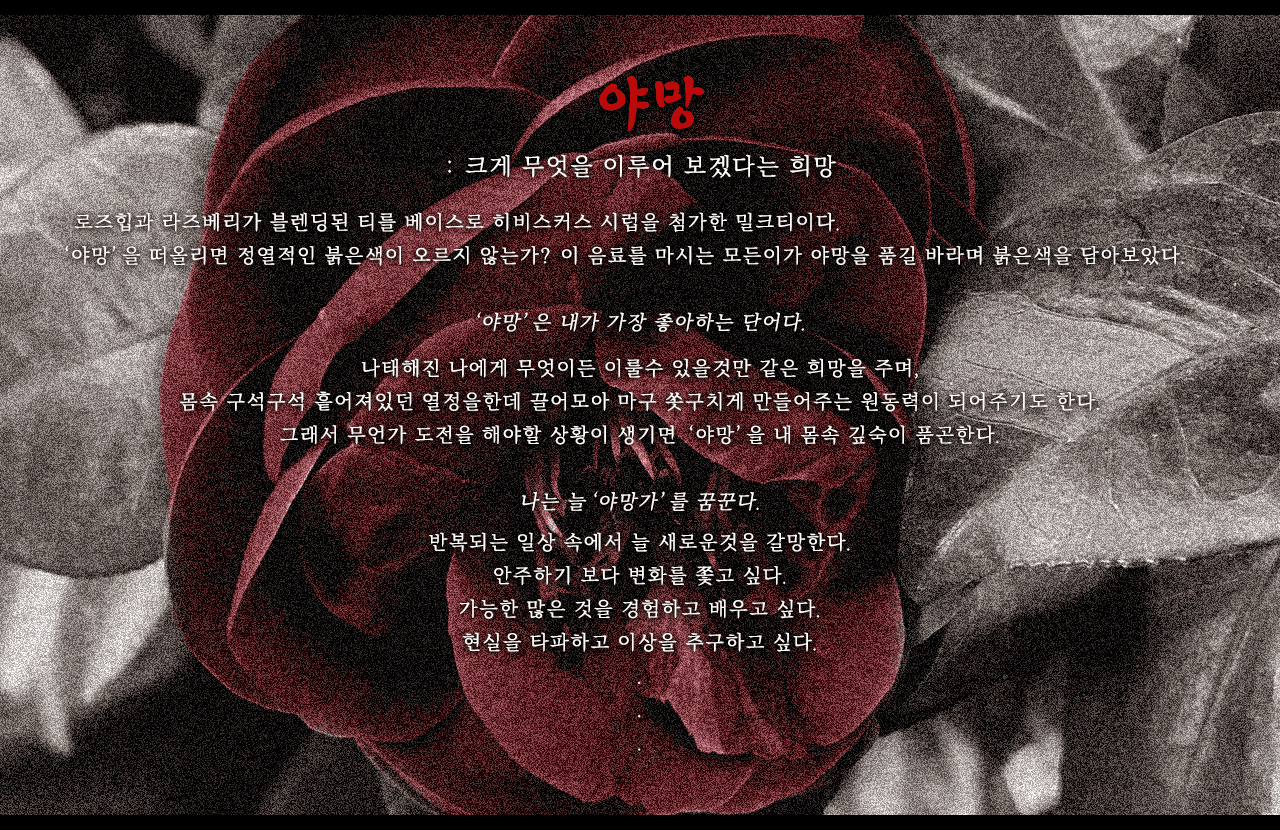 야망
: 크게 무엇을 이루어 보겠다는 희망
로즈힙과 라즈베리가 블렌딩된 티를 베이스로 히비스커스 시럽을 첨가한 밀크티이다.
‘야망’ 을 떠올리면 정열적인 붉은색이 오르지 않는가? 이 음료를 마시는 모든이가 야망을 품길 바라며 붉은색을 담아보았다.
‘야망’ 은 내가 가장 좋아하는 단어다.
나태해진 나에게 무엇이든 이룰수 있을것만 같은 희망을 주며,
몸속 구석구석 흩어져있던 열정을한데 끌어모아 마구 쏫구치게 만들어주는 원동력이 되어주기도 한다.
그래서 무언가 도전을 해야할 상황이 생기면 ‘야망’ 을 내 몸속 깊숙이 품곤한다.
나는 늘 ‘야망가’ 를 꿈꾼다.
반복되는 일상 속에서 늘 새로운것을 갈망한다.
안주하기 보다 변화를 쫓고 싶다.
가능한 많은 것을 경험하고 배우고 싶다.
현실을 타파하고 이상을 추구하고 싶다.
.
.
.